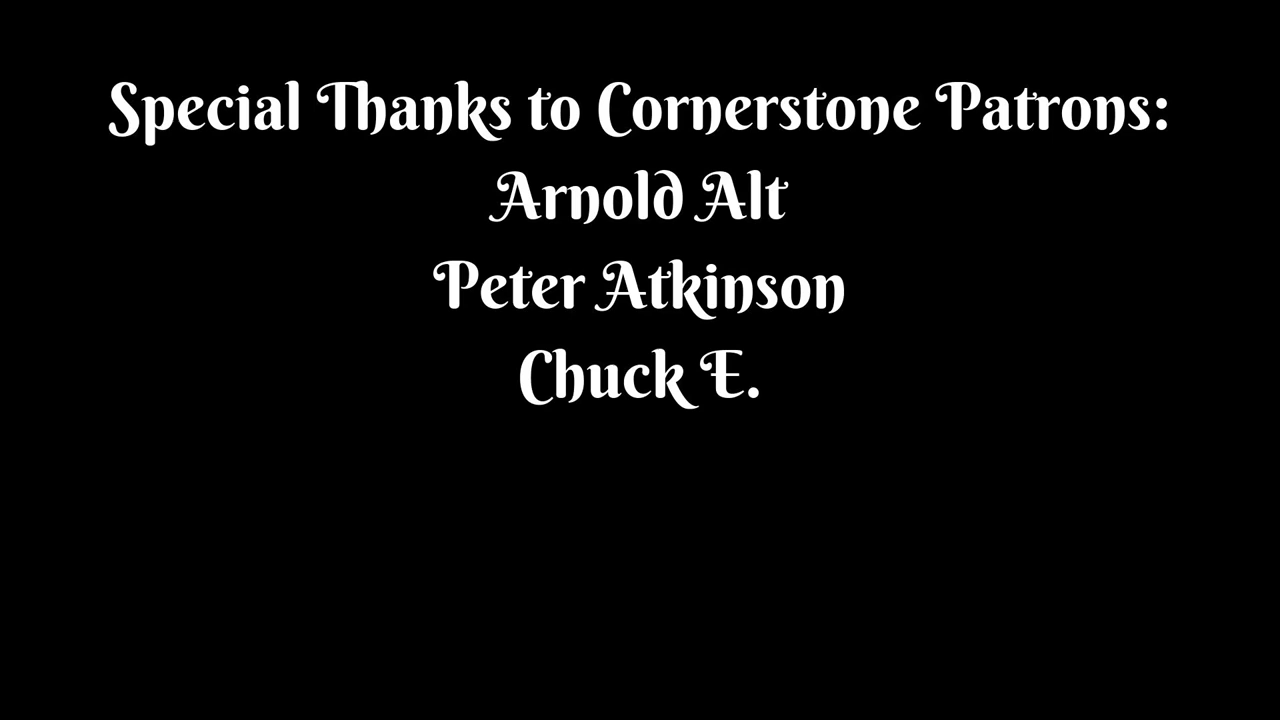 Special Thanks to Cornerstone Patrons:
Arnold Alt
Peter Atkinson
Chuck E.